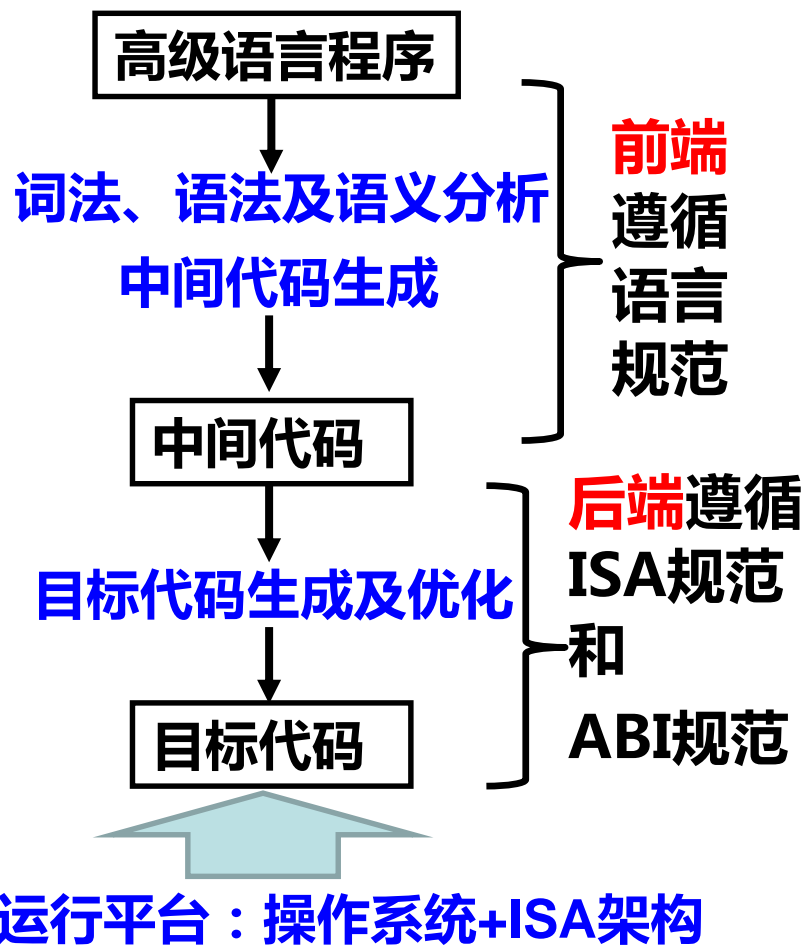 高级语言程序
词法、语法及语义分析
中间代码生成
前端
遵循
语言
规范
中间代码
目标代码生成及优化
目标代码
后端遵循
ISA规范
和
ABI规范
运行平台：操作系统+ISA架构